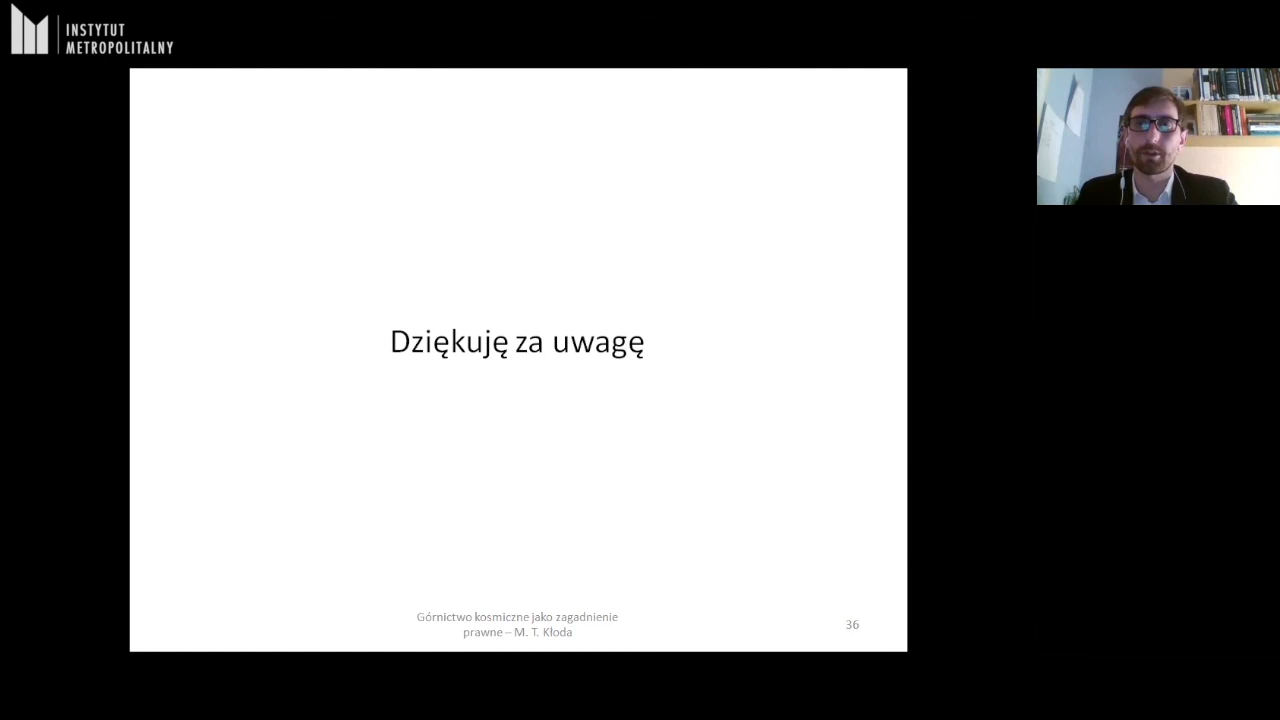 INSTYTUT
METROPOLITALNY
Dziękuję za uwagę
Górnictwo kosmiczne jako zagadnienie
prawne – M. T. Kłoda
36